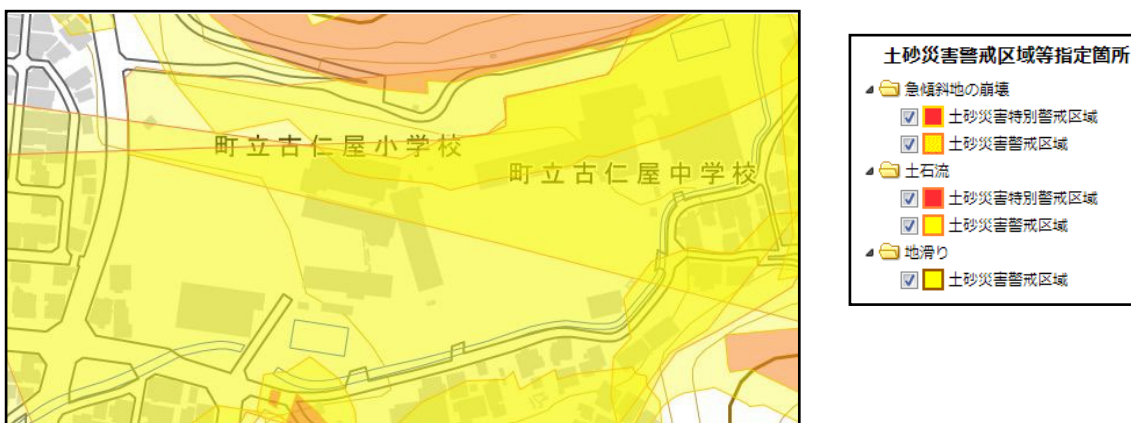 町立古仁屋小学校
町立古仁屋中学校
土砂災害警戒区域等指定箇所
急傾斜地の崩壊
土砂災害特別警戒区域
土砂災害警戒区域
土石流
土砂災害特別警戒区域
土砂災害警戒区域
地滑り
土砂災害警戒区域